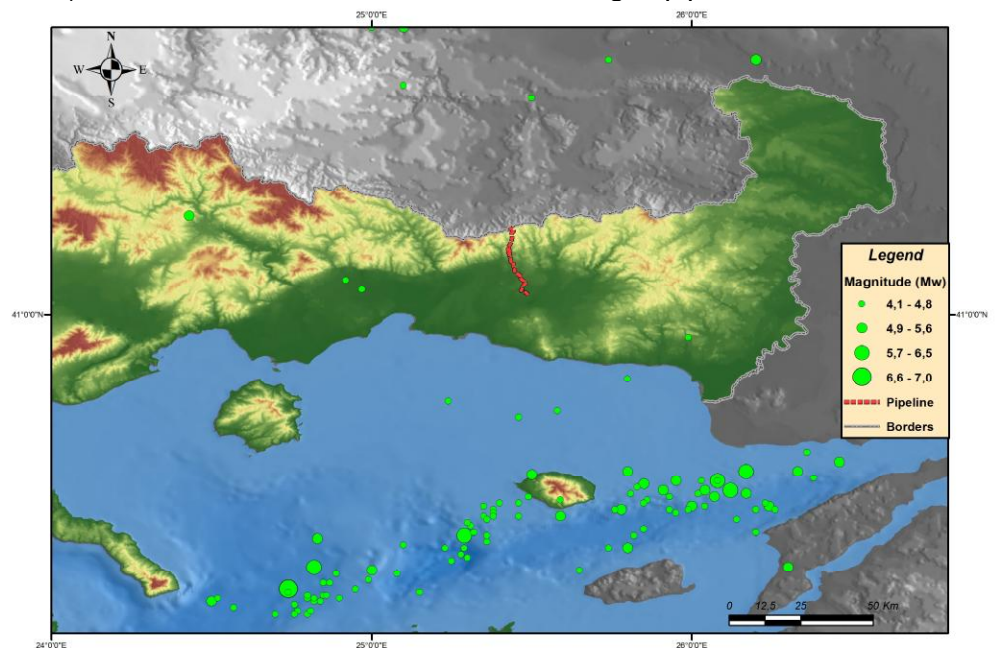 25°0'0"E
26°0'0"E
N
W E
S
Legend
Magnitude (Mw)
4,1 - 4,8
4,9 - 5,6
5,7 - 6,5
6,6 - 7,0
Pipeline
Borders
41°0'0"N
41°0'0"N
0 12.5 25 50 Km
24°0'0"E
25°0'0"E
26°0'0"E